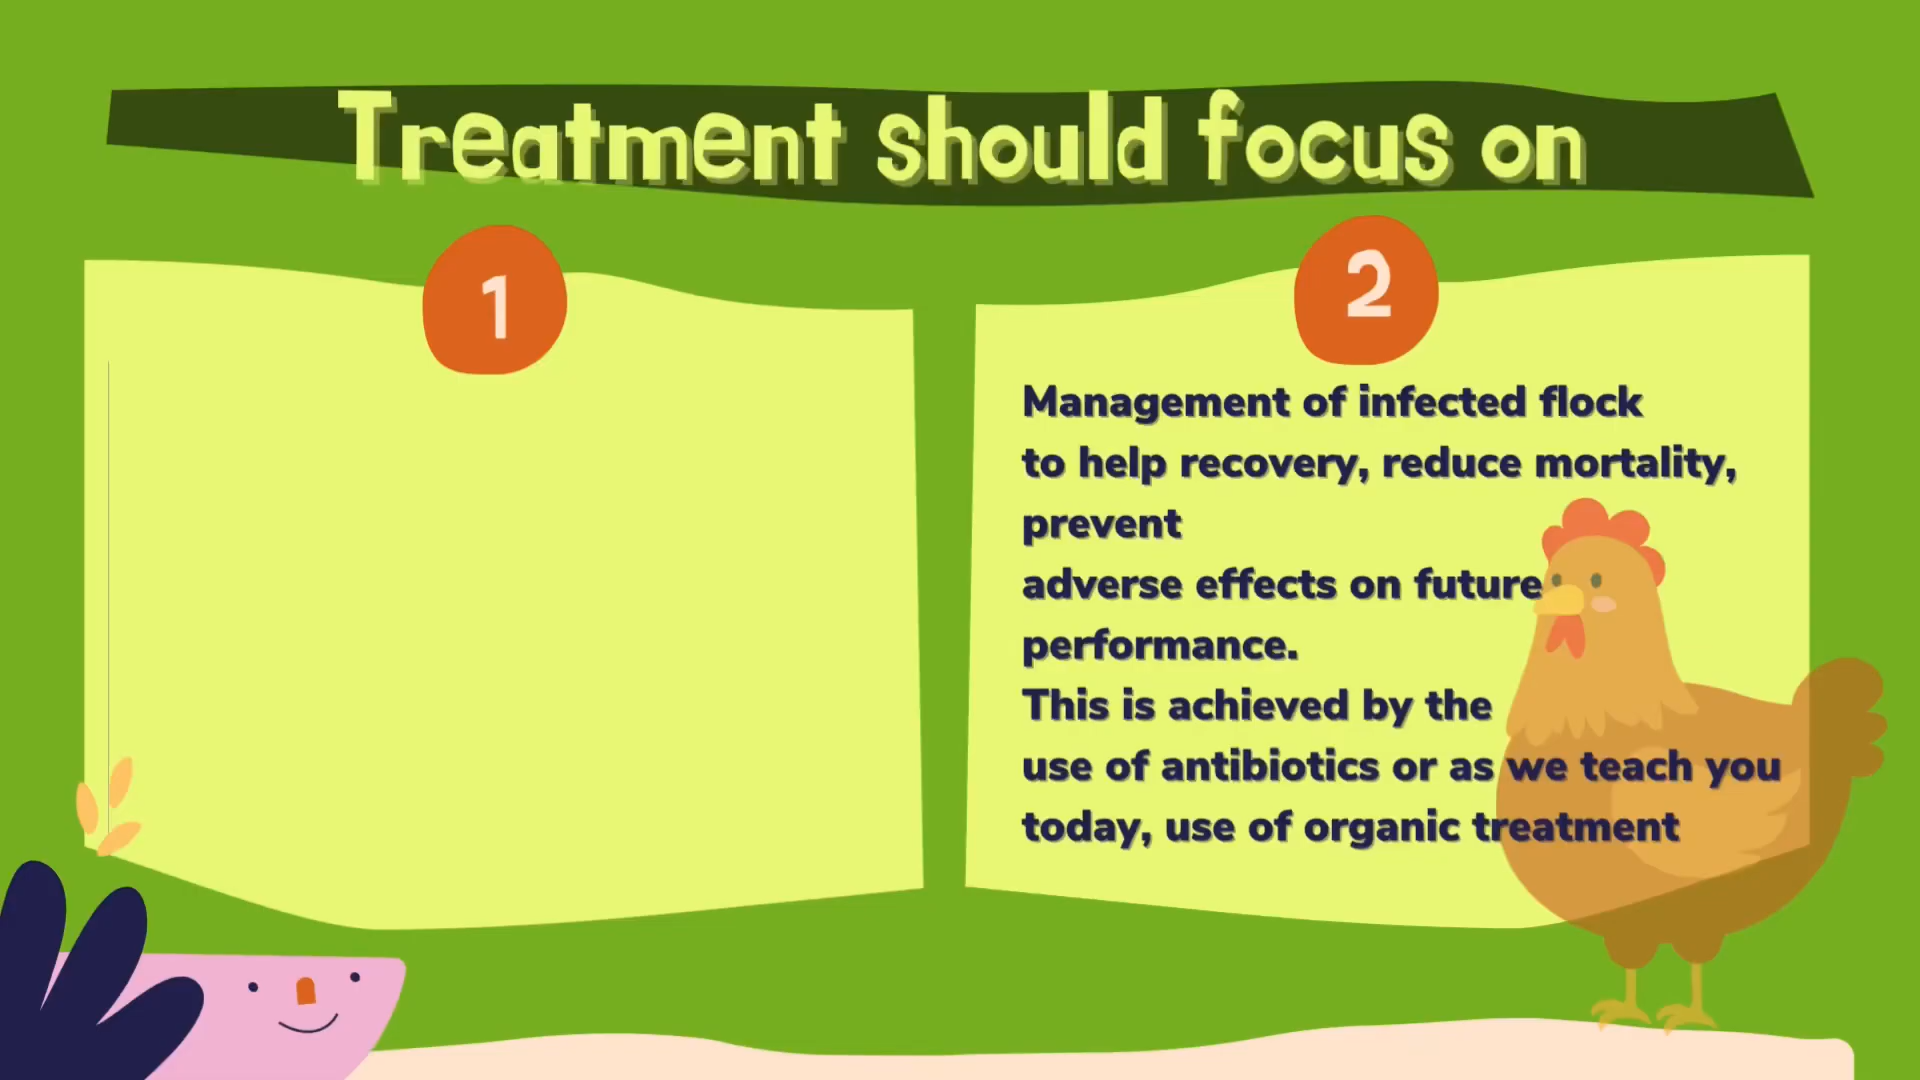 Treatment should focus on
1
2
Management of infected flock
to help recovery, reduce mortality,
prevent
adverse effects on future
performance.
This is achieved by the
use of antibiotics or as we teach you
today, use of organic treatment